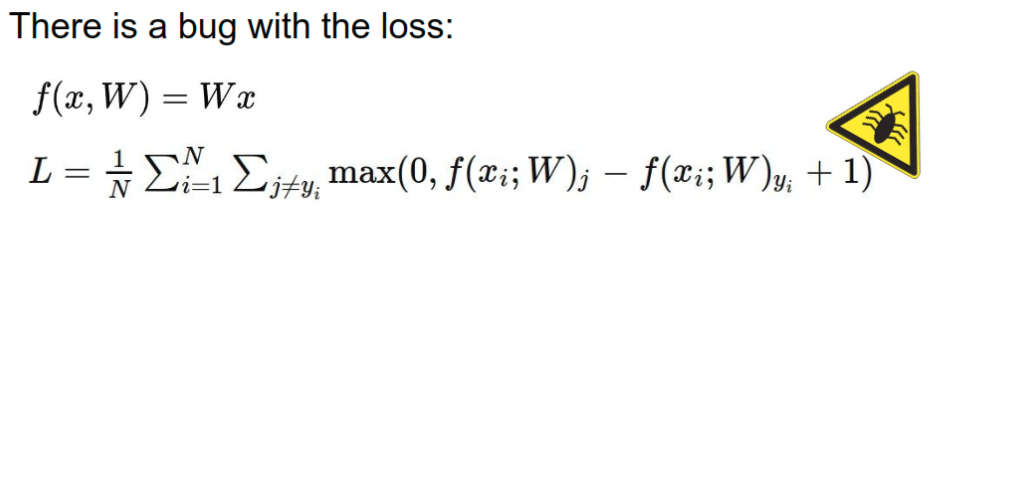 There is a bug with the loss:
f(x, W) = Wx
L = \frac{1}{N} \sum_{i=1}^{N} \sum_{j \neq y_i} \max(0, f(x_i; W)_j - f(x_i; W)_{y_i} + 1)